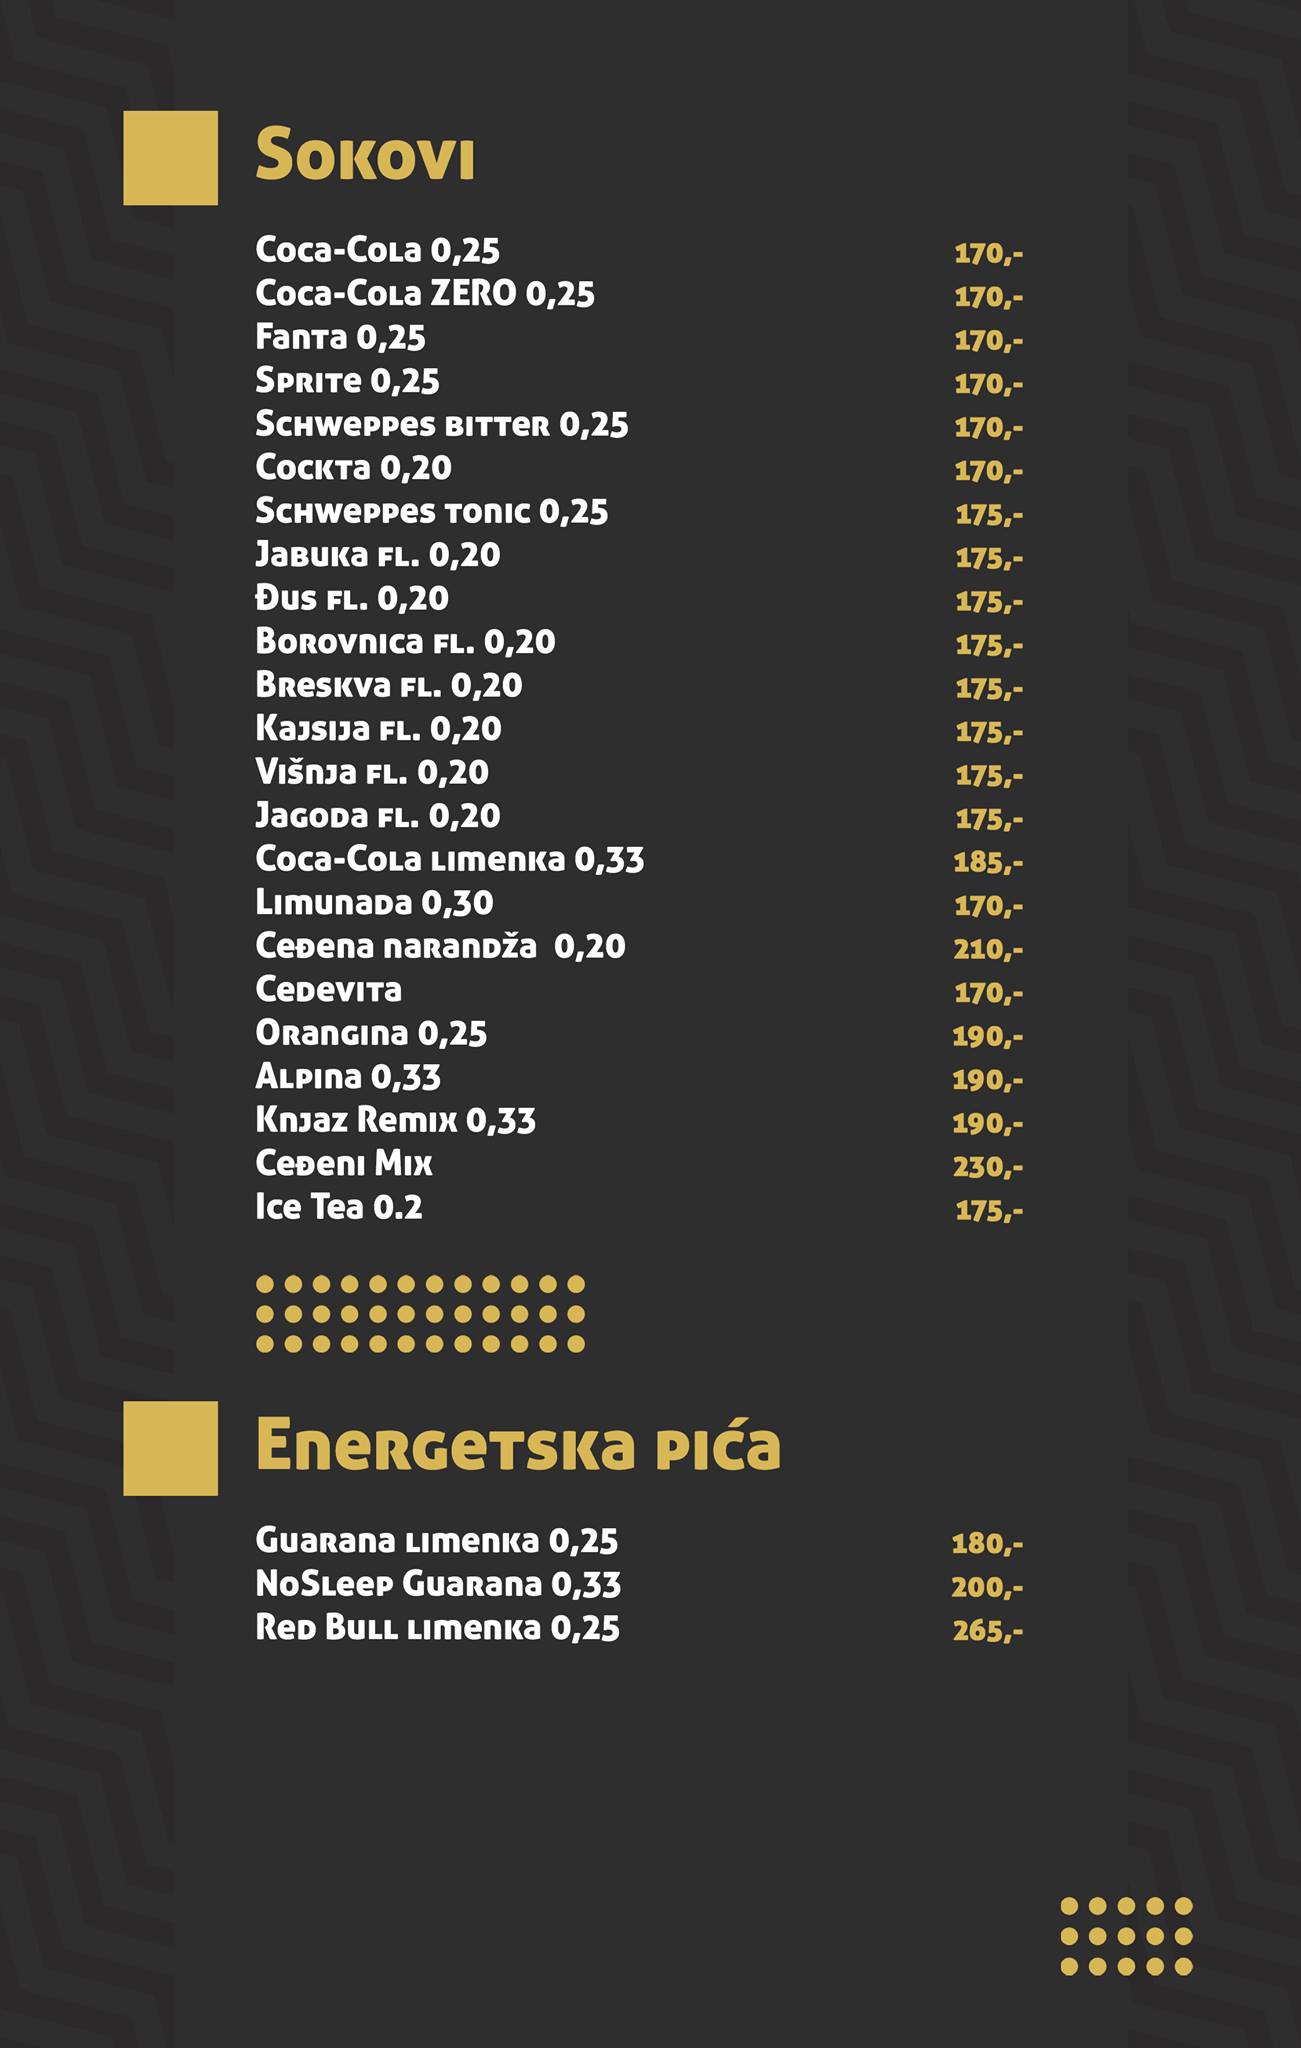 Sokovi
Coca-Cola 0,25 170,-
Coca-Cola ZERO 0,25 170,-
Fanta 0,25 170,-
Sprite 0,25 170,-
Schweppes bitter 0,25 170,-
Cockta 0,20 170,-
Schweppes tonic 0,25 175,-
Jabuka fl. 0,20 175,-
Đus fl. 0,20 175,-
Borovnica fl. 0,20 175,-
Breskva fl. 0,20 175,-
Kajsija fl. 0,20 175,-
Višnja fl. 0,20 175,-
Jagoda fl. 0,20 175,-
Coca-Cola limenka 0,33 185,-
Limunada 0,30 170,-
Ceđena narandža 0,20 210,-
Cedevita 170,-
Orangina 0,25 190,-
Alpina 0,33 190,-
Knjaz Remix 0,33 190,-
Ceđeni Mix 230,-
Ice Tea 0.2 175,-
Energetska pića
Guarana limenka 0,25 180,-
NoSleep Guarana 0,33 200,-
Red Bull limenka 0,25 265,-